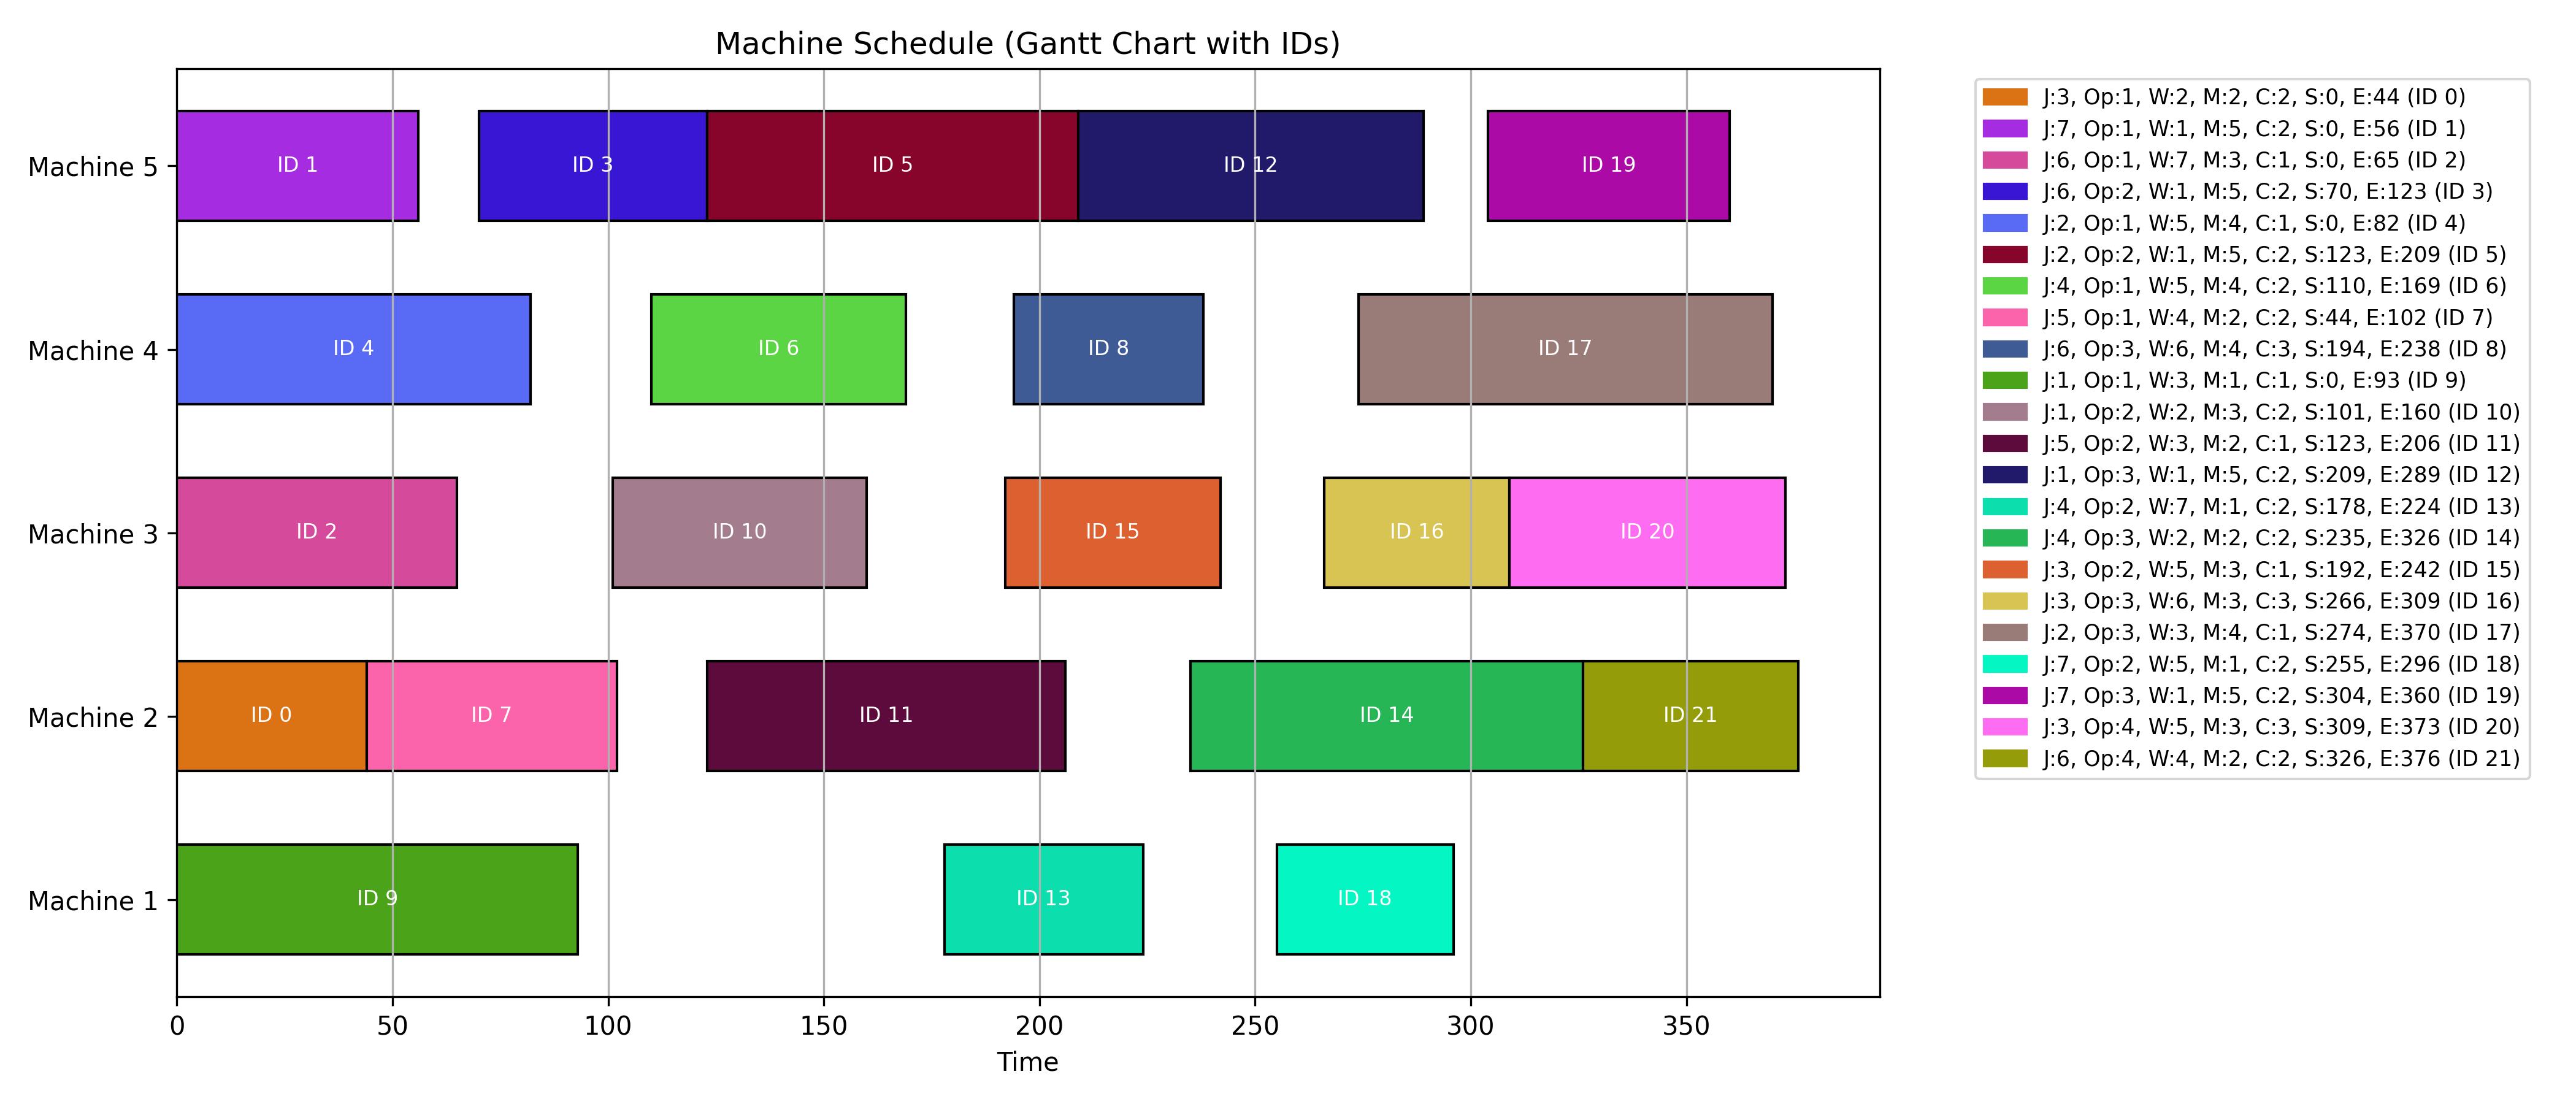 Machine Schedule (Gantt Chart with IDs)
Machine 5
ID 1
ID 3
ID 5
ID 12
ID 19
Machine 4
ID 4
ID 6
ID 8
ID 17
Machine 3
ID 2
ID 10
ID 15
ID 16
ID 20
Machine 2
ID 0
ID 7
ID 11
ID 14
ID 21
Machine 1
ID 9
ID 13
ID 18
0 50 100 150 200 250 300 350
Time
J:3, Op:1, W:2, M:2, C:2, S:0, E:44 (ID 0)
J:7, Op:1, W:1, M:5, C:2, S:0, E:56 (ID 1)
J:6, Op:1, W:7, M:3, C:1, S:0, E:65 (ID 2)
J:6, Op:2, W:1, M:5, C:2, S:70, E:123 (ID 3)
J:2, Op:1, W:5, M:4, C:1, S:0, E:82 (ID 4)
J:2, Op:2, W:1, M:5, C:2, S:123, E:209 (ID 5)
J:4, Op:1, W:5, M:4, C:2, S:110, E:169 (ID 6)
J:5, Op:1, W:4, M:2, C:2, S:44, E:102 (ID 7)
J:6, Op:3, W:6, M:4, C:3, S:194, E:238 (ID 8)
J:1, Op:1, W:3, M:1, C:1, S:0, E:93 (ID 9)
J:1, Op:2, W:2, M:3, C:2, S:101, E:160 (ID 10)
J:5, Op:2, W:3, M:2, C:1, S:123, E:206 (ID 11)
J:1, Op:3, W:1, M:5, C:2, S:209, E:289 (ID 12)
J:4, Op:2, W:7, M:1, C:2, S:178, E:224 (ID 13)
J:4, Op:3, W:2, M:2, C:2, S:235, E:326 (ID 14)
J:3, Op:2, W:5, M:3, C:1, S:192, E:242 (ID 15)
J:3, Op:3, W:6, M:3, C:3, S:266, E:309 (ID 16)
J:2, Op:3, W:3, M:4, C:1, S:274, E:370 (ID 17)
J:7, Op:2, W:5, M:1, C:2, S:255, E:296 (ID 18)
J:7, Op:3, W:1, M:5, C:2, S:304, E:360 (ID 19)
J:3, Op:4, W:5, M:3, C:3, S:309, E:373 (ID 20)
J:6, Op:4, W:4, M:2, C:2, S:326, E:376 (ID 21)